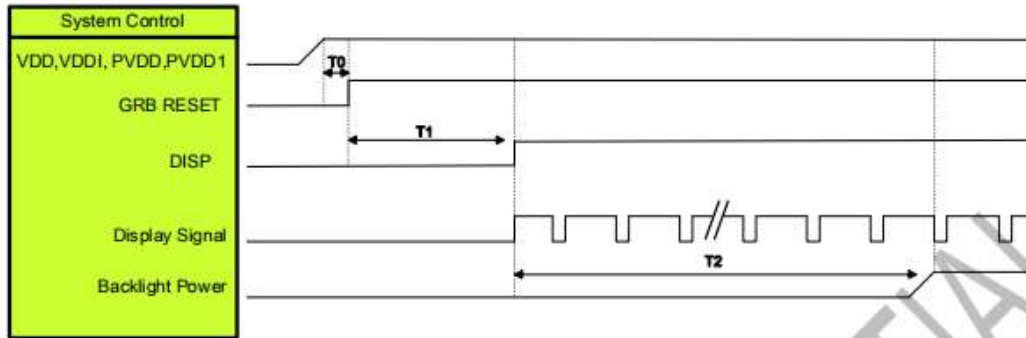 System Control
VDD,VDDI, PVDD,PVDD1
T0
GRB RESET
T1
DISP
Display Signal
T2
Backlight Power